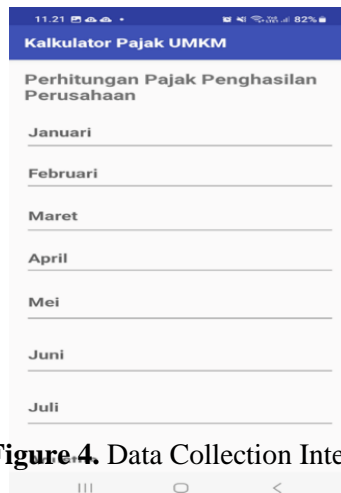 11.21
82%
Kalkulator Pajak UMKM
Perhitungan Pajak Penghasilan
Perusahaan
Januari
Februari
Maret
April
Mei
Juni
Juli
Figure 4. Data Collection Inte